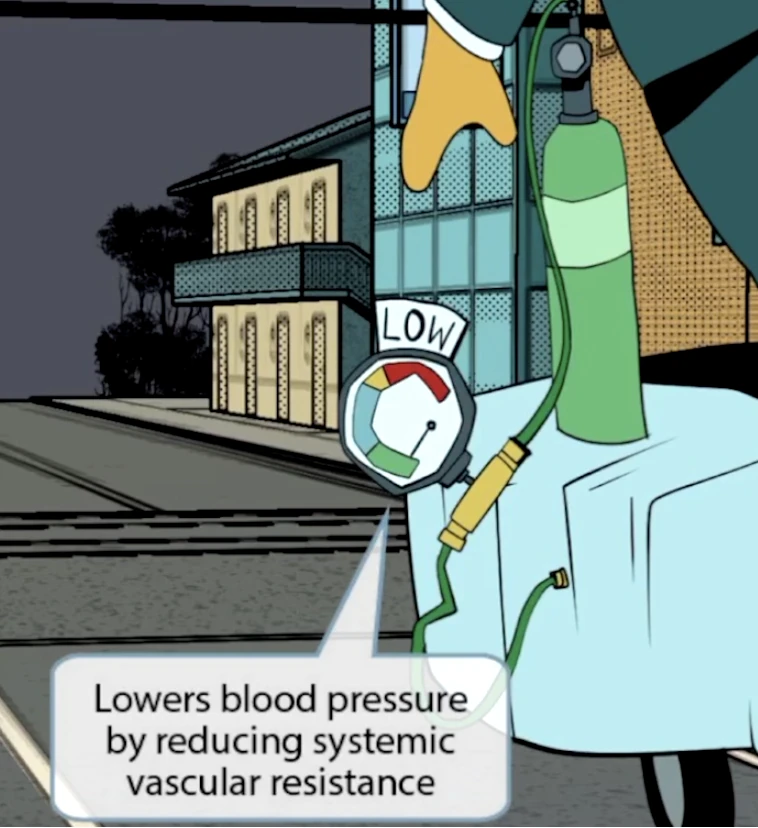 LOW
Lowers blood pressure
by reducing systemic
vascular resistance